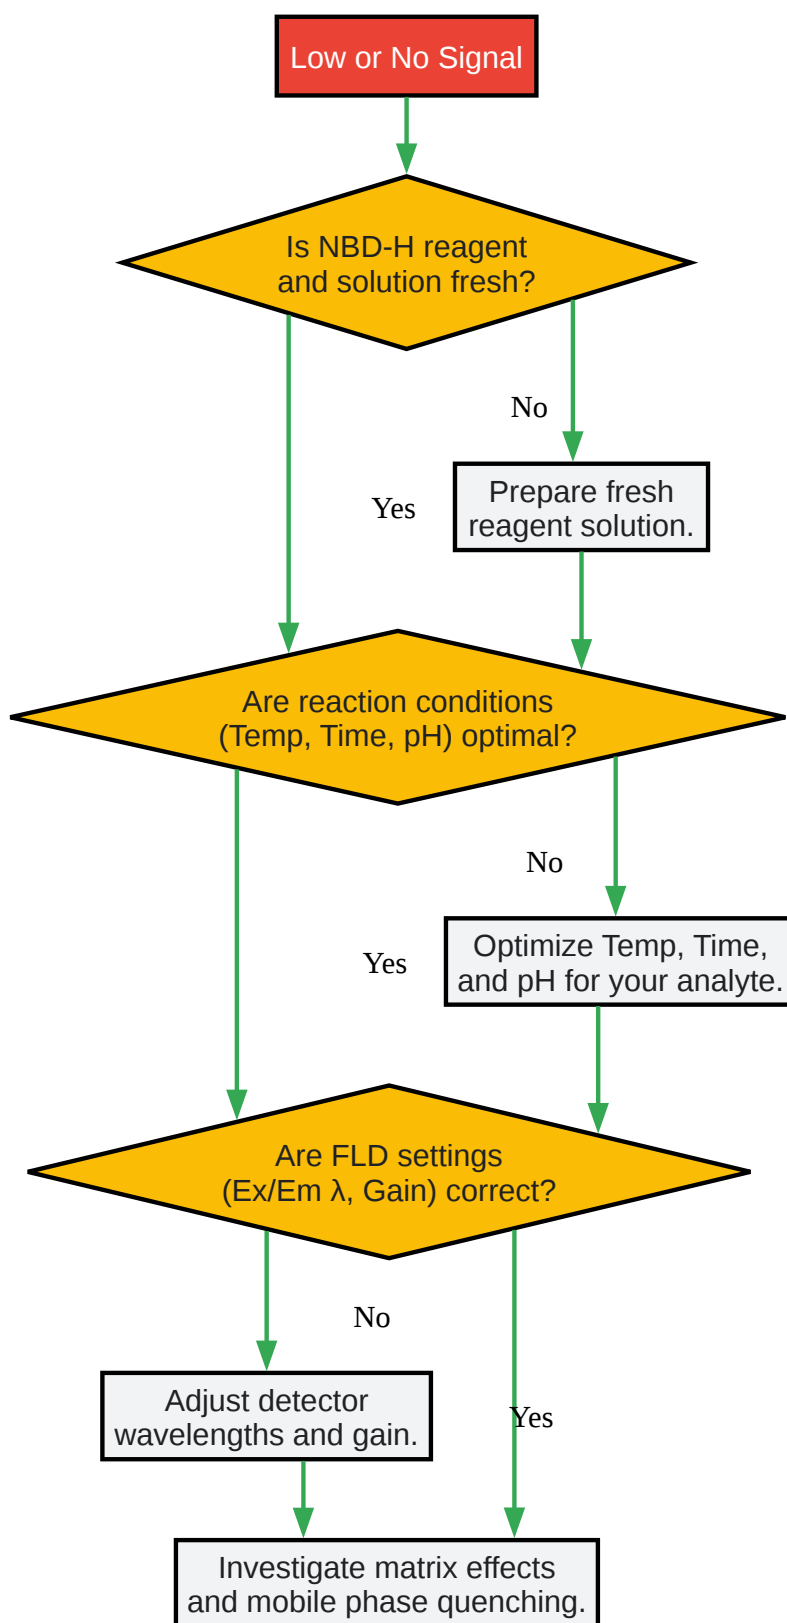 Low or No Signal
Is NBD-H reagent
and solution fresh?
No
Yes
Prepare fresh
reagent solution.
Are reaction conditions
(Temp, Time, pH) optimal?
No
Yes
Optimize Temp, Time,
and pH for your analyte.
Are FLD settings
(Ex/Em λ, Gain) correct?
No
Adjust detector
wavelengths and gain.
Yes
Investigate matrix effects
and mobile phase quenching.